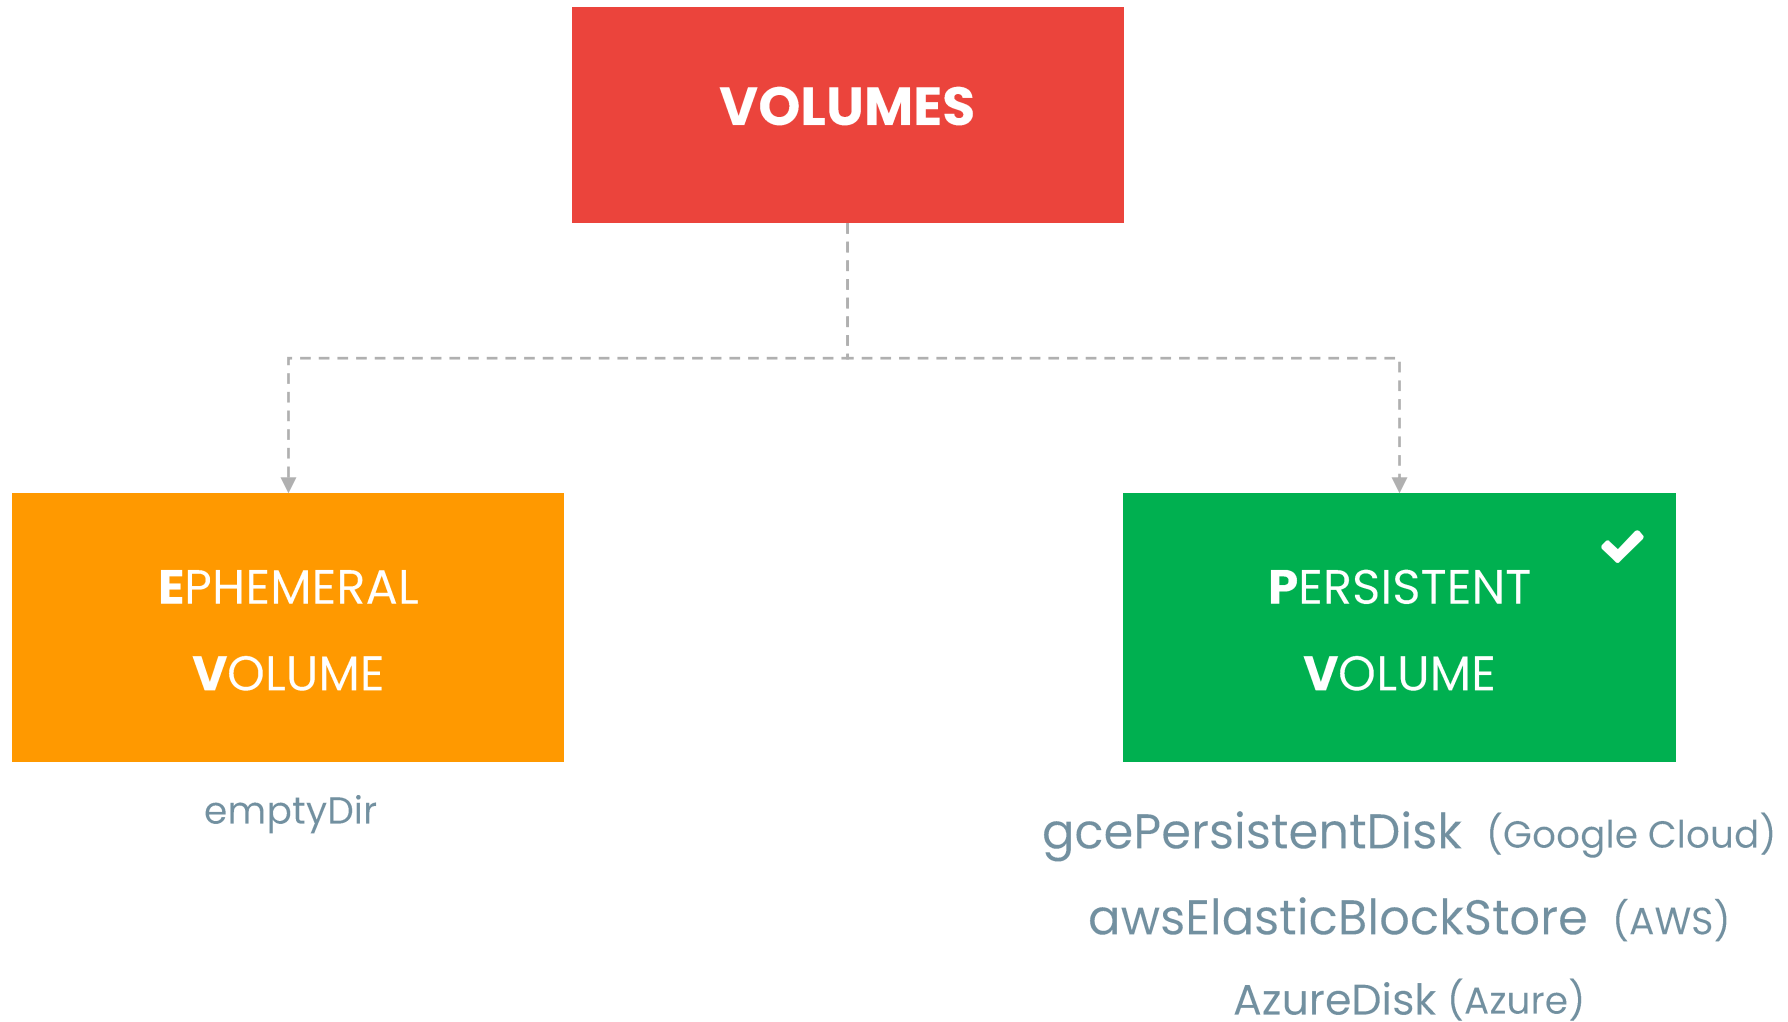 VOLUMES
EPHEMERAL
VOLUME
emptyDir
PERSISTENT
VOLUME
gcePersistentDisk (Google Cloud)
awsElasticBlockStore (AWS)
AzureDisk (Azure)